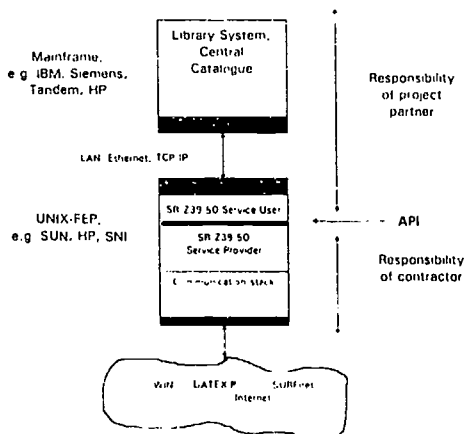 Library System,
Central
Catalogue
Mainframe,
e.g IBM, Siemens,
Tandem, HP
Responsibility
of project
partner
LAN Ethernet, TCP IP
UNIX-FEP,
e.g SUN, HP, SNI
SR Z39.50 Service User
API
SR Z39.50
Service Provider
Responsibility
of contractor
Communication stack
WIN DATEX P SURFnet
Internet